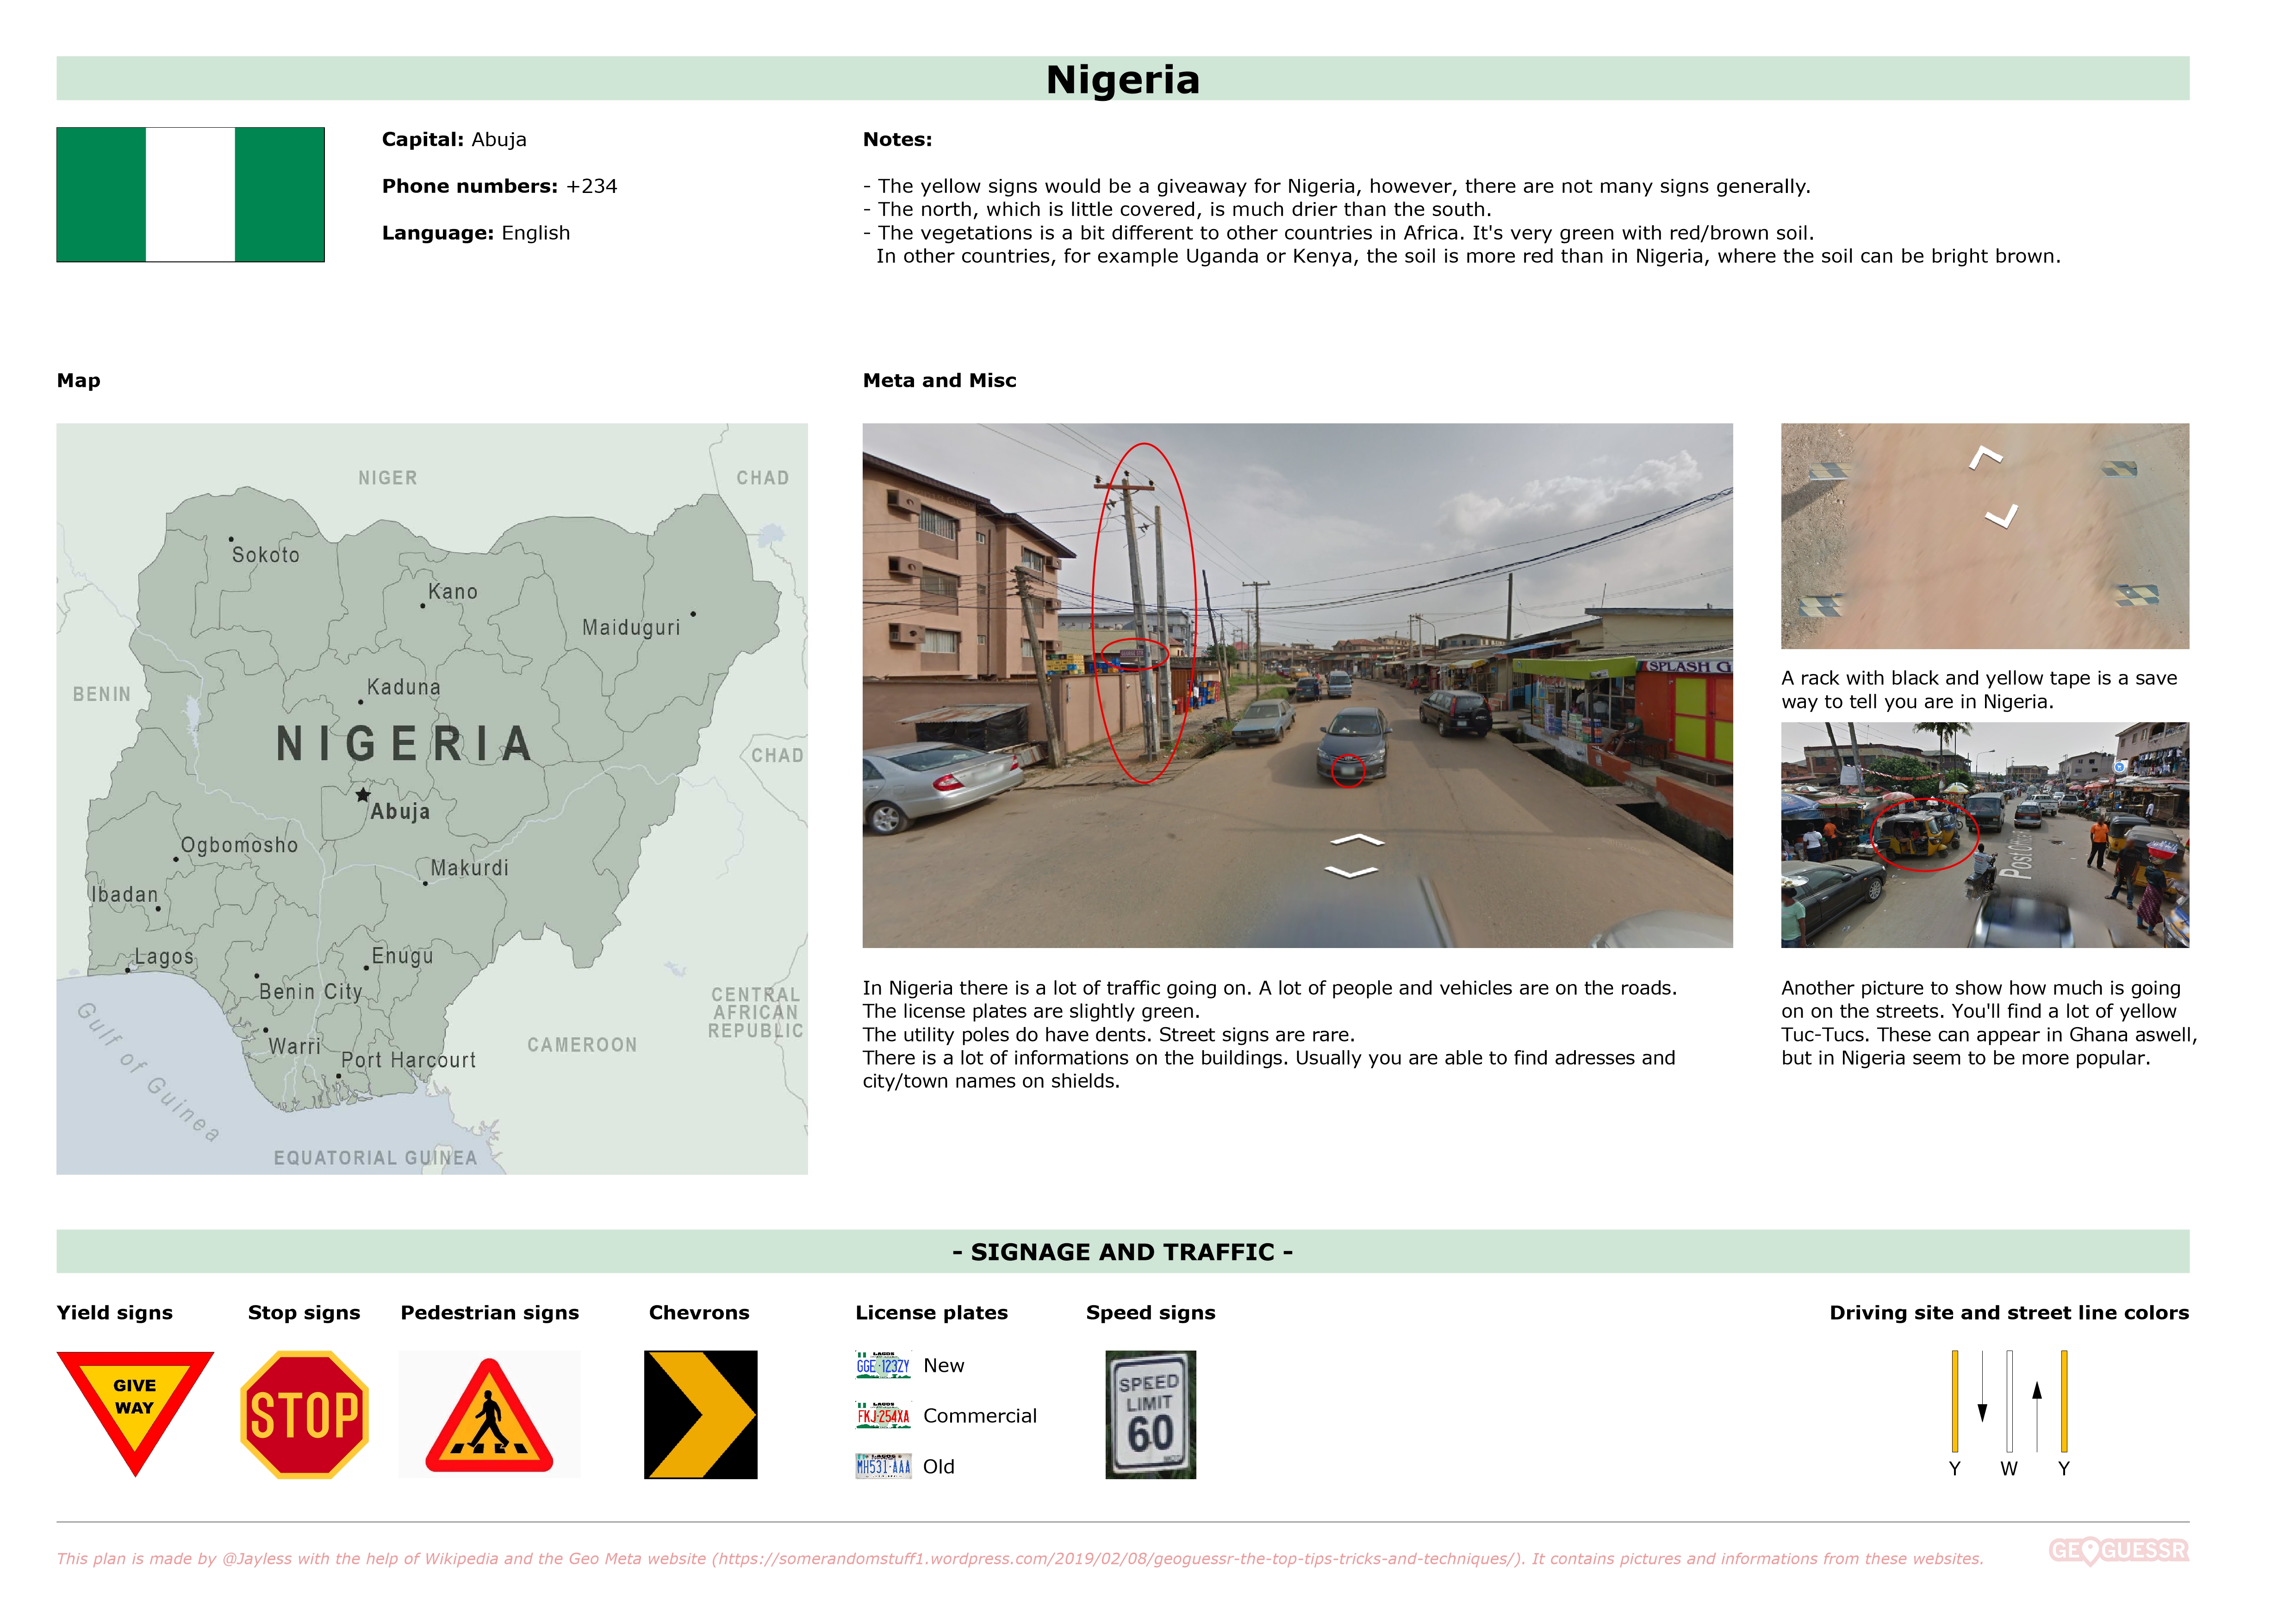 Nigeria
Capital: Abuja
Phone numbers: +234
Language: English
Notes:
- The yellow signs would be a giveaway for Nigeria, however, there are not many signs generally.
- The north, which is little covered, is much drier than the south.
- The vegetations is a bit different to other countries in Africa. It's very green with red/brown soil.
In other countries, for example Uganda or Kenya, the soil is more red than in Nigeria, where the soil can be bright brown.
Map
NIGER
CHAD
Sokoto
Kano
Maiduguri
BENIN
Kaduna
NIGERIA
CHAD
Abuja
Ogbomosho
Makurdi
Ibadan
Lagos
Enugu
Benin City
CENTRAL
AFRICAN
REPUBLIC
Gulf of Guinea
Warri
CAMEROON
Port Harcourt
EQUATORIAL GUINEA
Meta and Misc
SPLASH G
In Nigeria there is a lot of traffic going on. A lot of people and vehicles are on the roads.
The license plates are slightly green.
The utility poles do have dents. Street signs are rare.
There is a lot of informations on the buildings. Usually you are able to find adresses and
city/town names on shields.
A rack with black and yellow tape is a save
way to tell you are in Nigeria.
Post
Another picture to show how much is going
on on the streets. You'll find a lot of yellow
Tuc-Tucs. These can appear in Ghana aswell,
but in Nigeria seem to be more popular.
- SIGNAGE AND TRAFFIC -
Yield signs
GIVE
WAY
Stop signs
STOP
Pedestrian signs
Chevrons
License plates
LAGOS
GGE-123ZY
New
LAGOS
FKJ-254XA
Commercial
LAGOS
MH531-AAA
Old
Speed signs
SPEED
LIMIT
60
Driving site and street line colors
Y W Y
This plan is made by @Jayless with the help of Wikipedia and the Geo Meta website (https://somerandomstuff1.wordpress.com/2019/02/08/geoguessr-the-top-tips-tricks-and-techniques/). It contains pictures and informations from these websites.
GEOGUESSR